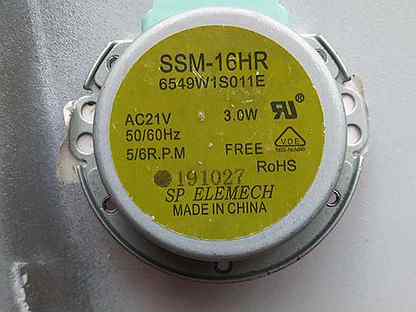 SSM-16HR
6549W1S011E
AC21V 3.0W
50/60Hz
5/6R.P.M FREE
RoHS
191027
SP ELEMECH
MADE IN CHINA